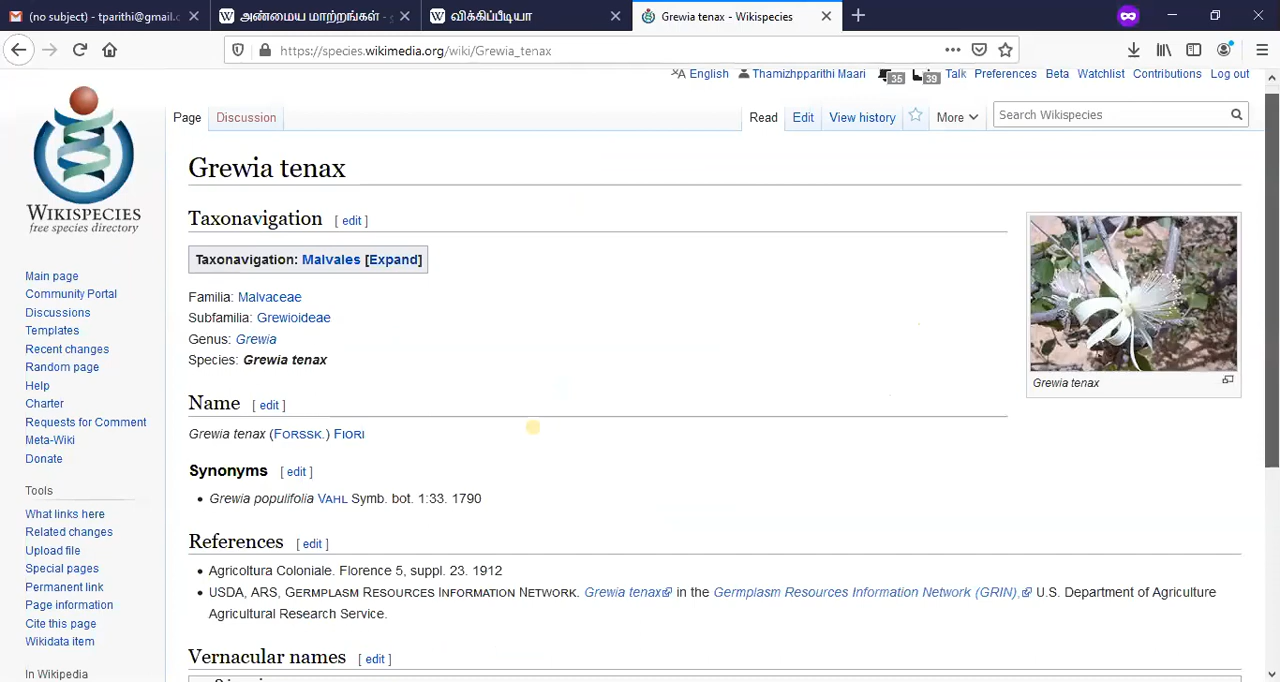 (no subject) - tparithi@gmail.c
அண்மைய மாற்றங்கள் -
விக்கிப்பீடியா
Grewia tenax - Wikispecies
https://species.wikimedia.org/wiki/Grewia_tenax
English Thamizhpparithi Maari 35 39 Talk Preferences Beta Watchlist Contributions Log out
Page Discussion Read Edit View history More Search Wikispecies
WIKISPECIES
free species directory
Main page
Community Portal
Discussions
Templates
Recent changes
Random page
Help
Charter
Requests for Comment
Meta-Wiki
Donate
Tools
What links here
Related changes
Upload file
Special pages
Permanent link
Page information
Cite this page
Wikidata item
In Wikipedia
Grewia tenax
Taxonavigation [ edit ]
Taxonavigation: Malvales [Expand]
Familia: Malvaceae
Subfamilia: Grewioideae
Genus: Grewia
Species: Grewia tenax
Grewia tenax
Name [ edit ]
Grewia tenax (FORSSK.) FIORI
Synonyms [ edit ]
• Grewia populifolia VAHL Symb. bot. 1:33. 1790
References [ edit ]
• Agricoltura Coloniale. Florence 5, suppl. 23. 1912
• USDA, ARS, GERMPLASM RESOURCES INFORMATION NETWORK. Grewia tenax in the Germplasm Resources Information Network (GRIN), U.S. Department of Agriculture
Agricultural Research Service.
Vernacular names [ edit ]